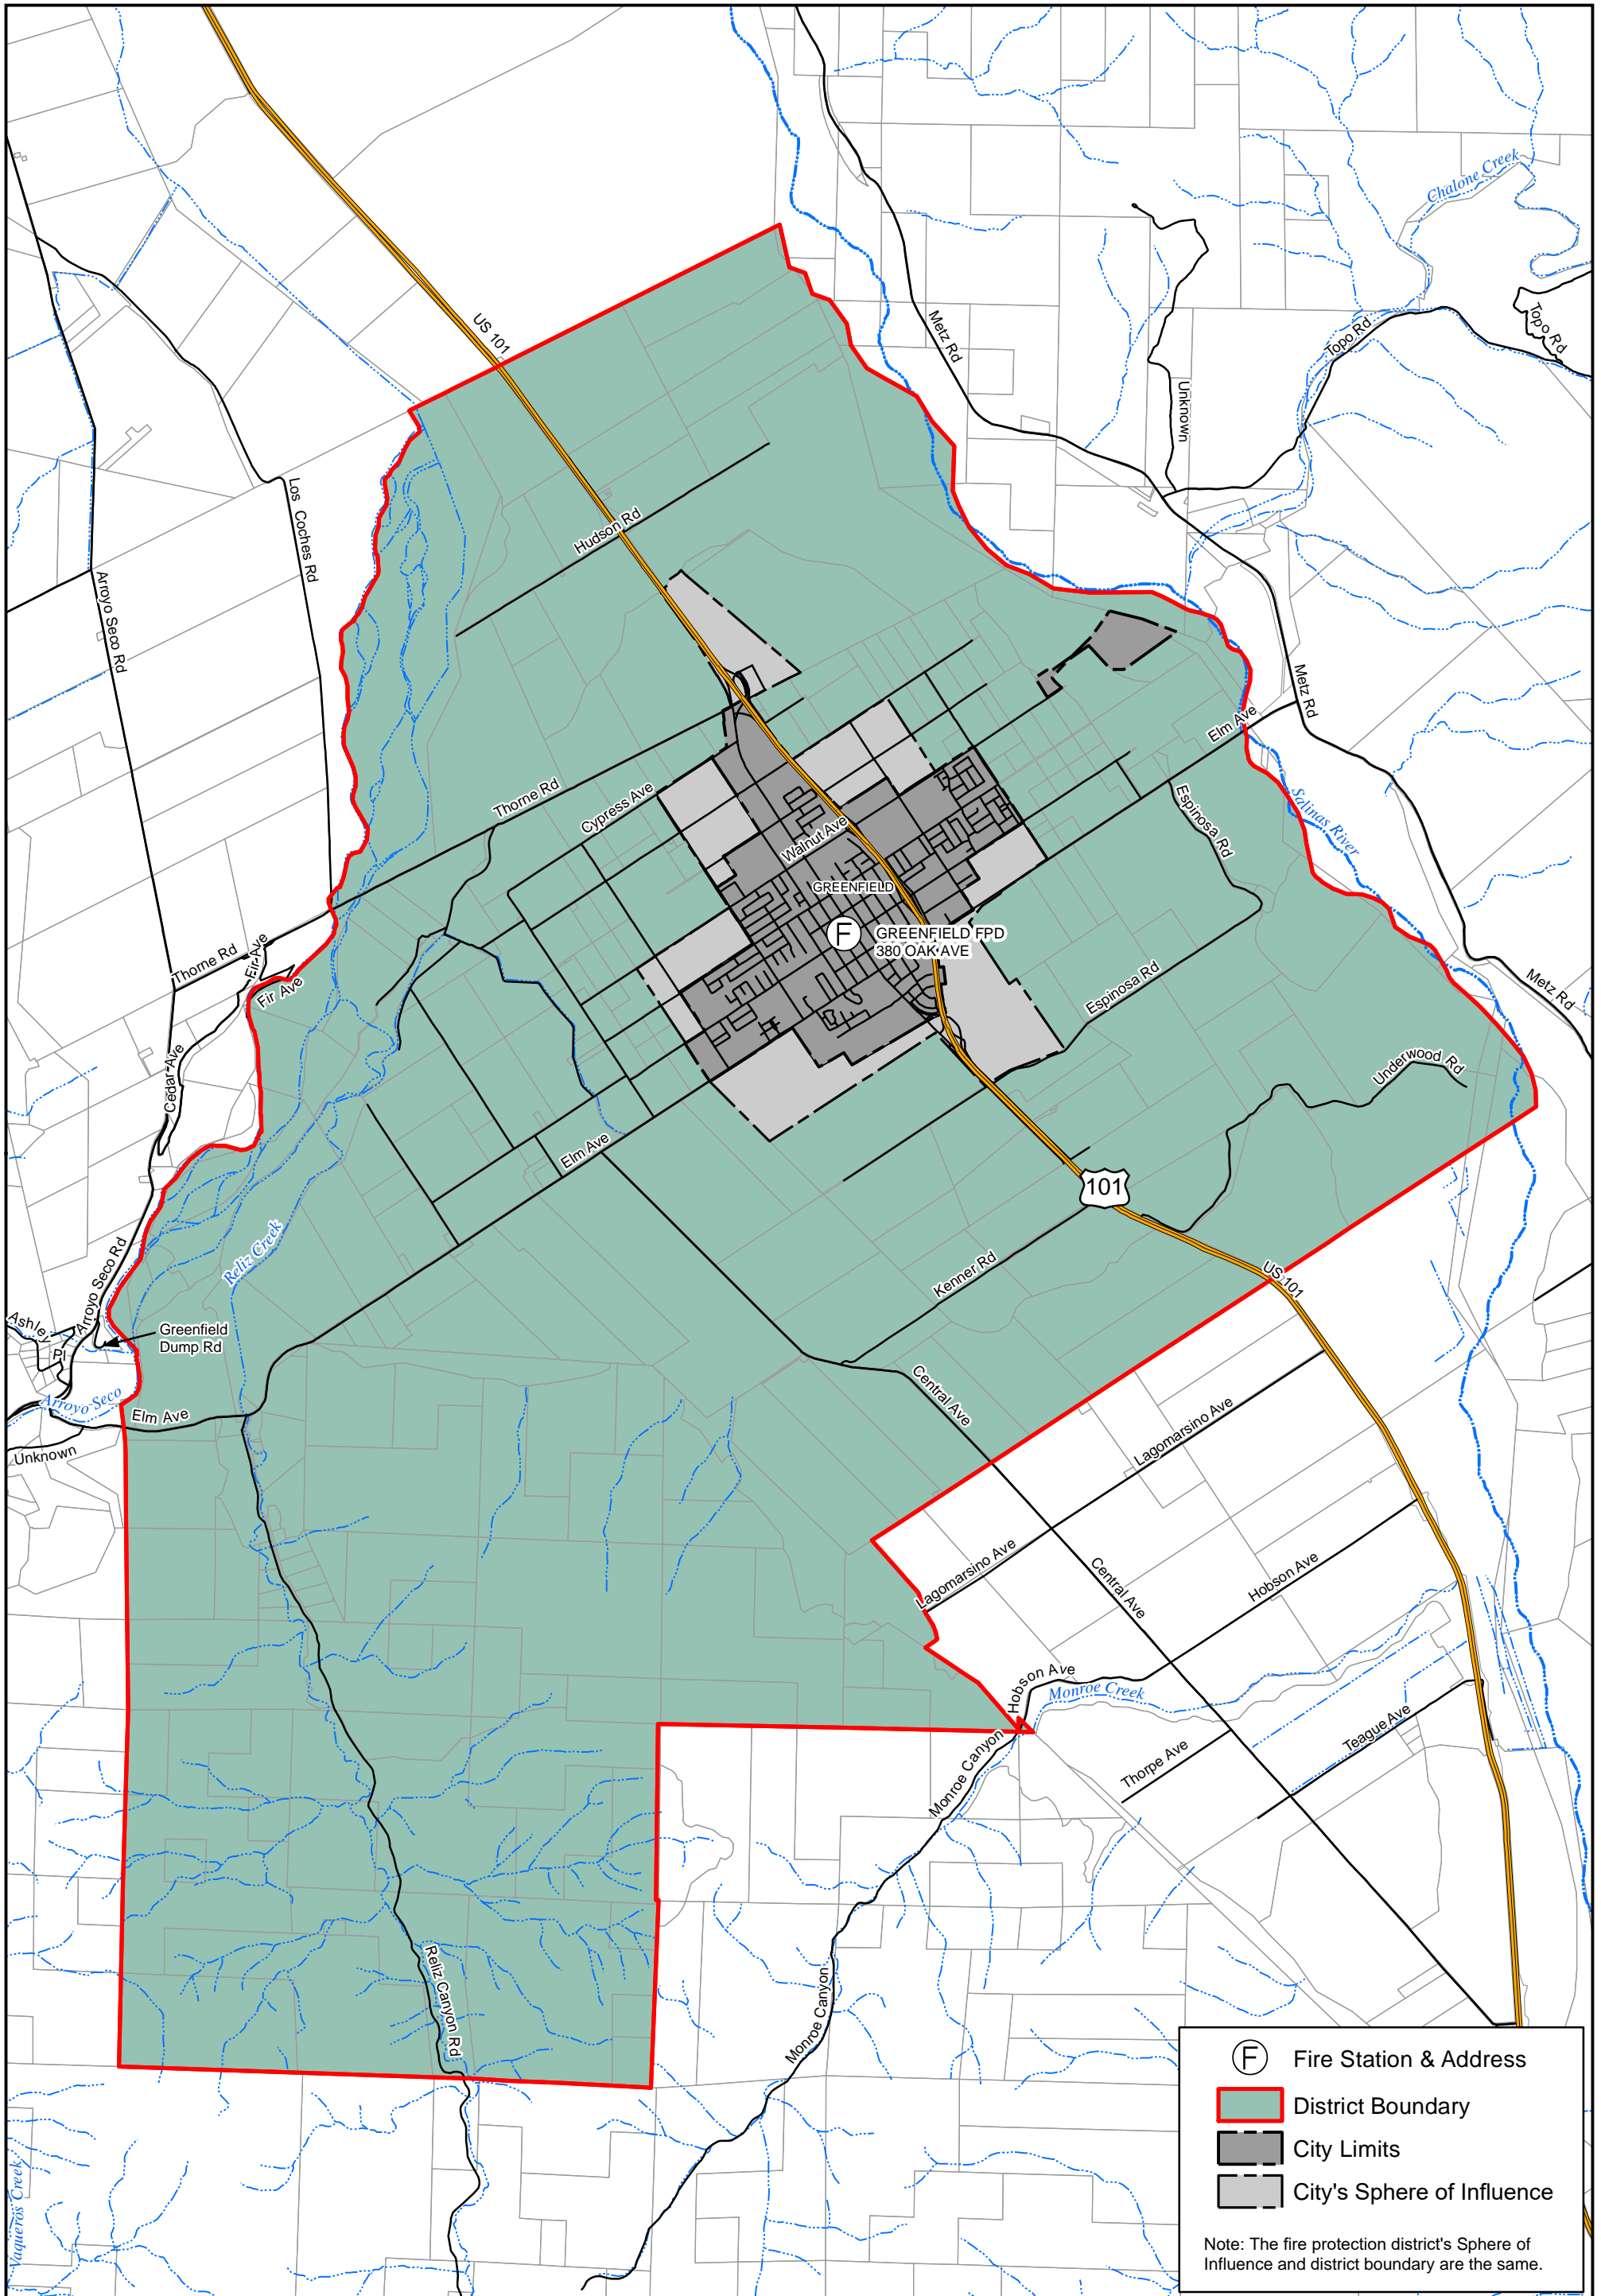 Chalone Creek
US 101
Metz Rd
Topo Rd
Topo Rd
Unknown
Los Coches Rd
Hudson Rd
Arroyo Seco Rd
Metz Rd
Elm Ave
Thorne Rd
Cypress Ave
Walnut Ave
Espinosa Rd
Salinas River
GREENFIELD
F
GREENFIELD FPD
380 OAK AVE
Thorne Rd
Fir Ave
Fir Ave
Espinosa Rd
Metz Rd
Cedar Ave
Underwood Rd
Elm Ave
101
Reliz Creek
Arroyo Seco Rd
Kenner Rd
US 101
Ashley
Pl
Greenfield
Dump Rd
Arroyo Seco
Elm Ave
Unknown
Central Ave
Lagomarsino Ave
Lagomarsino Ave
Central Ave
Hobson Ave
Hobson Ave
Monroe Creek
Teague Ave
Thorpe Ave
Monroe Canyon
Reliz Canyon Rd
Monroe Canyon
Vaqueros Creek
F Fire Station & Address
District Boundary
City Limits
City's Sphere of Influence
Note: The fire protection district's Sphere of
Influence and district boundary are the same.